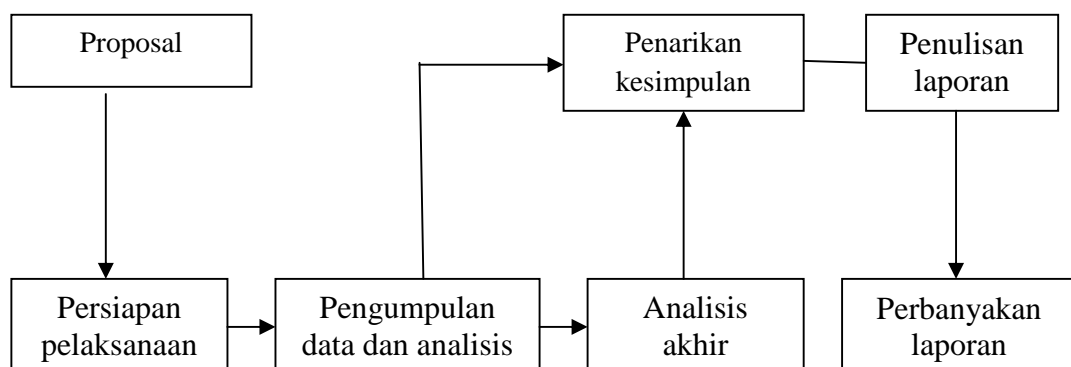 Proposal
Penarikan
kesimpulan
Penulisan
laporan
Persiapan
pelaksanaan
Pengumpulan
data dan analisis
Analisis
akhir
Perbanyakan
laporan